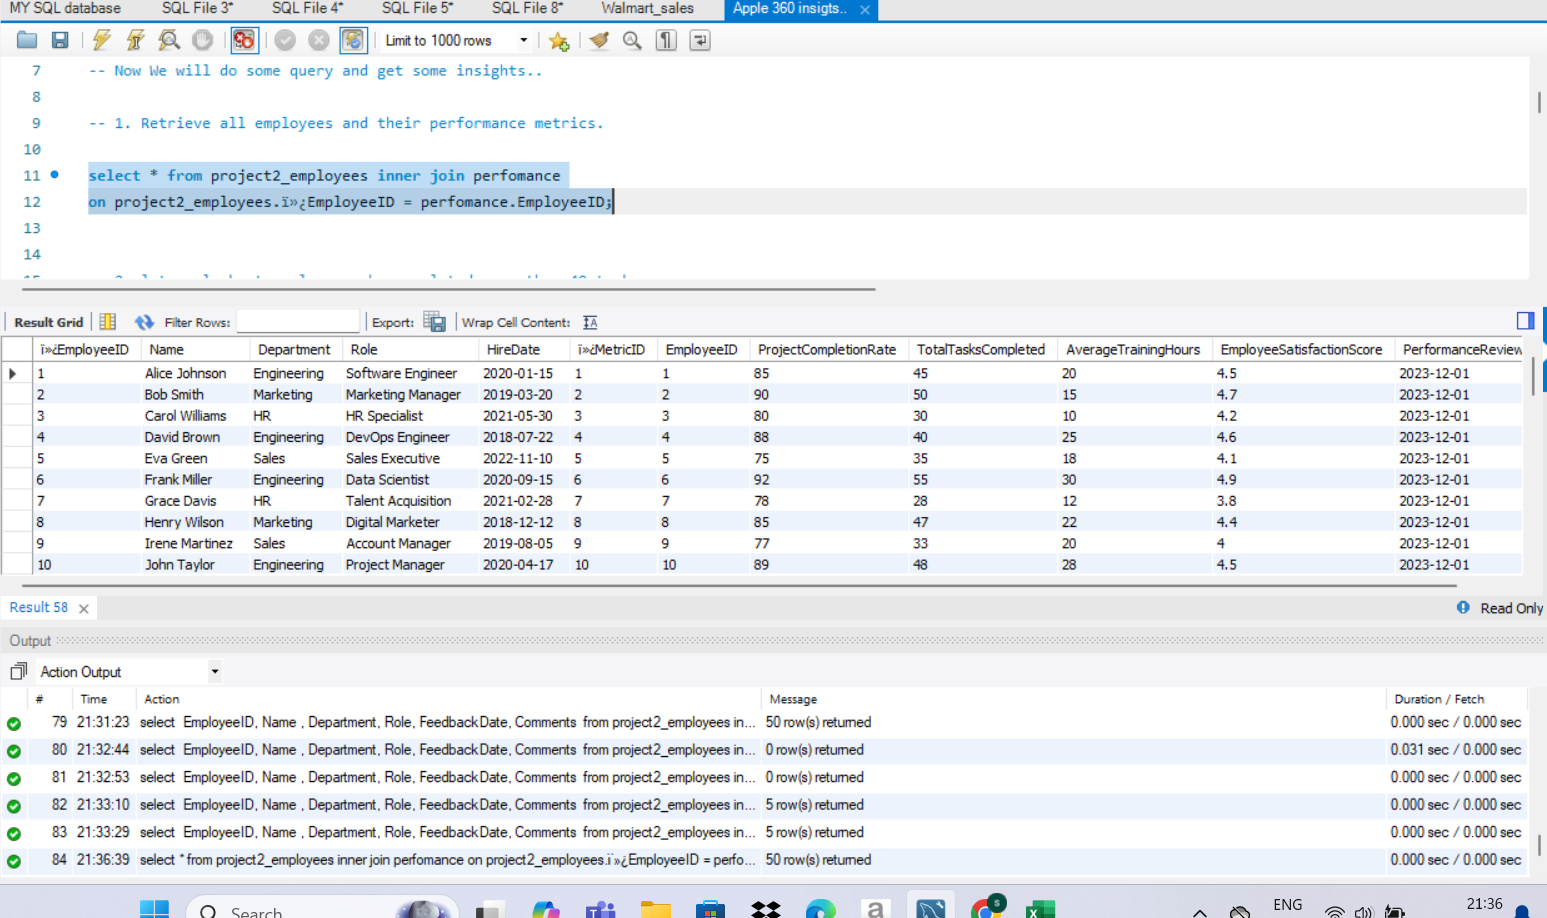 MY SQL database SQL File 3* SQL File 4* SQL File 5* SQL File 8* Walmart_sales Apple 360 insigts..
Limit to 1000 rows
7 -- Now We will do some query and get some insights..
8
9 -- 1. Retrieve all employees and their performance metrics.
10
11 select * from project2_employees inner join perfomance
12 on project2_employees.ï»¿EmployeeID = perfomance.EmployeeID;
13
14
Result Grid Filter Rows: Export: Wrap Cell Content:
ï»¿EmployeeID Name Department Role HireDate ï»¿MetricID EmployeeID ProjectCompletionRate TotalTasksCompleted AverageTrainingHours EmployeeSatisfactionScore PerformanceReview
1 Alice Johnson Engineering Software Engineer 2020-01-15 1 1 85 45 20 4.5 2023-12-01
2 Bob Smith Marketing Marketing Manager 2019-03-20 2 2 90 50 15 4.7 2023-12-01
3 Carol Williams HR HR Specialist 2021-05-30 3 3 80 30 10 4.2 2023-12-01
4 David Brown Engineering DevOps Engineer 2018-07-22 4 4 88 40 25 4.6 2023-12-01
5 Eva Green Sales Sales Executive 2022-11-10 5 5 75 35 18 4.1 2023-12-01
6 Frank Miller Engineering Data Scientist 2020-09-15 6 6 92 55 30 4.9 2023-12-01
7 Grace Davis HR Talent Acquisition 2021-02-28 7 7 78 28 12 3.8 2023-12-01
8 Henry Wilson Marketing Digital Marketer 2018-12-12 8 8 85 47 22 4.4 2023-12-01
9 Irene Martinez Sales Account Manager 2019-08-05 9 9 77 33 20 4 2023-12-01
10 John Taylor Engineering Project Manager 2020-04-17 10 10 89 48 28 4.5 2023-12-01
Result 58 Read Only
Output
Action Output
# Time Action Message Duration / Fetch
79 21:31:23 select EmployeeID, Name , Department, Role, FeedbackDate, Comments from project2_employees in... 50 row(s) returned 0.000 sec / 0.000 sec
80 21:32:44 select EmployeeID, Name , Department, Role, FeedbackDate, Comments from project2_employees in... 0 row(s) returned 0.031 sec / 0.000 sec
81 21:32:53 select EmployeeID, Name , Department, Role, FeedbackDate, Comments from project2_employees in... 0 row(s) returned 0.000 sec / 0.000 sec
82 21:33:10 select EmployeeID, Name , Department, Role, FeedbackDate, Comments from project2_employees in... 5 row(s) returned 0.000 sec / 0.000 sec
83 21:33:29 select EmployeeID, Name , Department, Role, FeedbackDate, Comments from project2_employees in... 5 row(s) returned 0.000 sec / 0.000 sec
84 21:36:39 select * from project2_employees inner join perfomance on project2_employees.ï»¿EmployeeID = perfo... 50 row(s) returned 0.000 sec / 0.000 sec
Search ENG 21:36